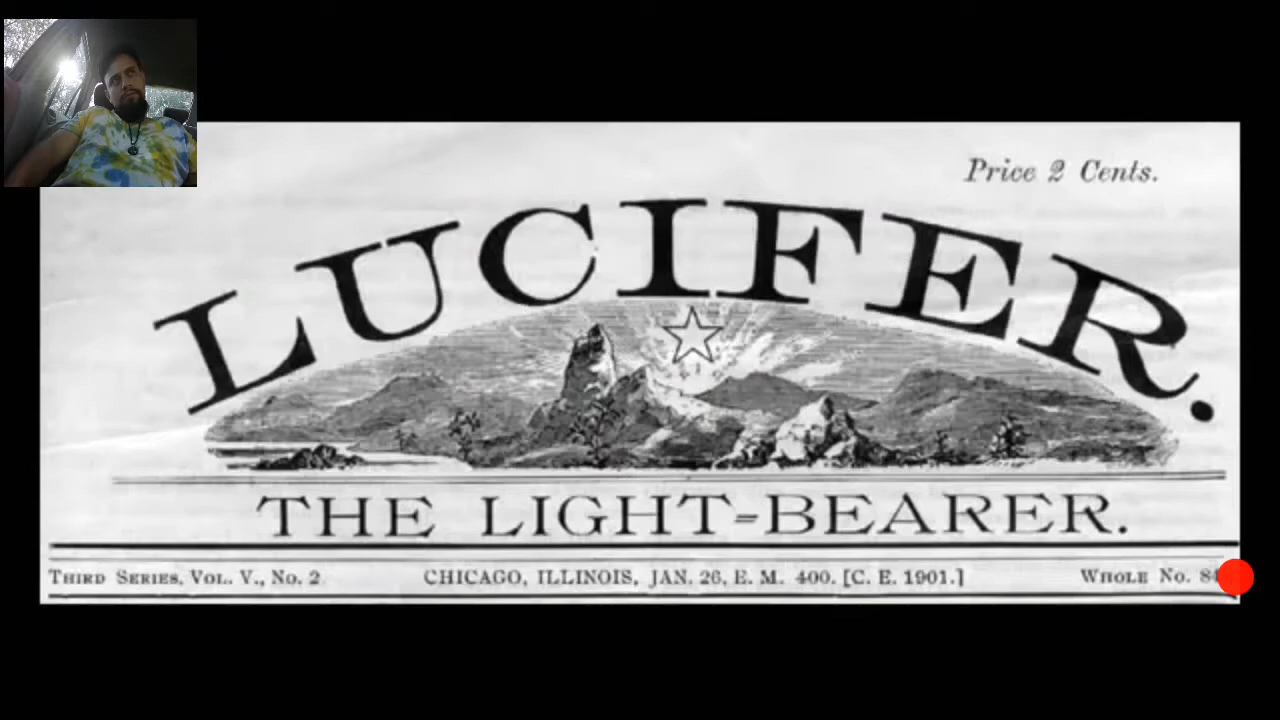 Price 2 Cents.
LUCIFER.
THE LIGHT-BEARER.
THIRD SERIES, VOL. V., NO. 2 CHICAGO, ILLINOIS, JAN. 26, E. M. 400. [C. E. 1901.] WHOLE NO.